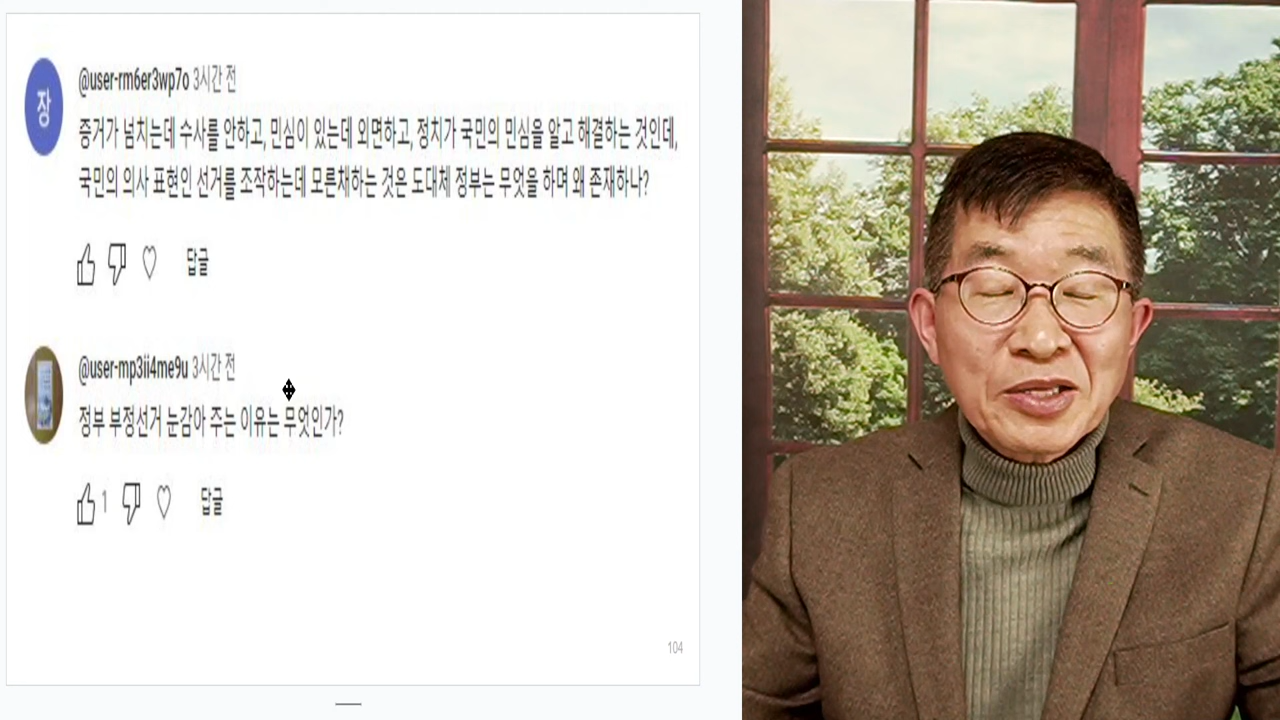 장
@user-rm6er3wp7o 3시간 전
증거가 넘치는데 수사를 안하고, 민심이 있는데 외면하고, 정치가 국민의 민심을 알고 해결하는 것인데,
국민의 의사 표현인 선거를 조작하는데 모른채하는 것은 도대체 정부는 무엇을 하며 왜 존재하나?
답글
@user-mp3ii4me9u 3시간 전
정부 부정선거 눈감아 주는 이유는 무엇인가?
1
답글
104